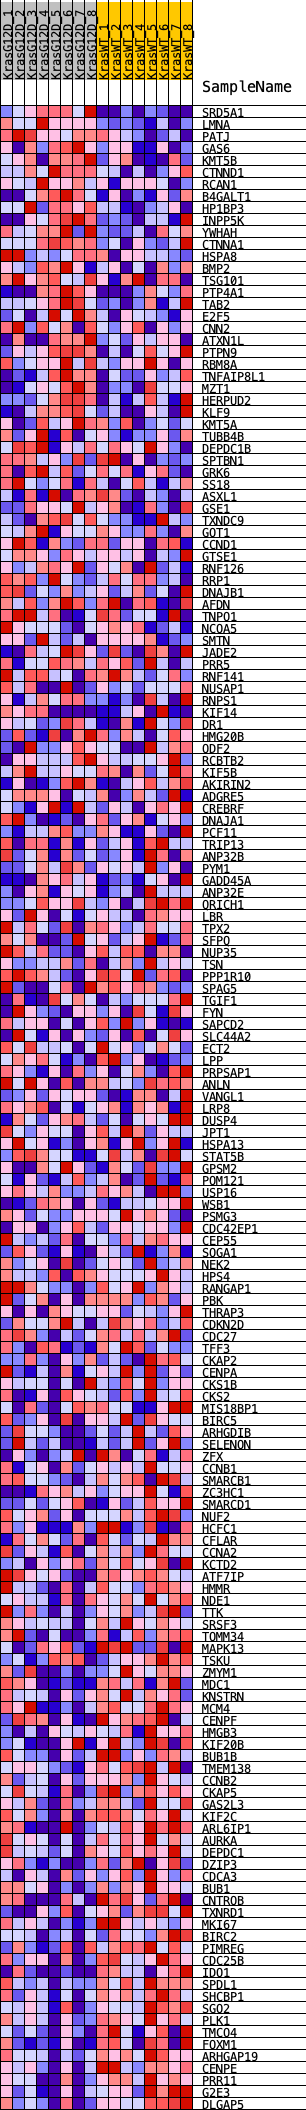 KrasG12D_1
KrasG12D_2
KrasG12D_3
KrasG12D_4
KrasG12D_5
KrasG12D_6
KrasG12D_7
KrasG12D_8
KrasWT_1
KrasWT_2
KrasWT_3
KrasWT_4
KrasWT_5
KrasWT_6
KrasWT_7
KrasWT_8
SampleName
SRD5A1
LMNA
PATJ
GAS6
KMT5B
CTNND1
RCAN1
B4GALT1
HP1BP3
INPP5K
YWHAH
CTNNA1
HSPA8
BMP2
TSG101
PTP4A1
TAB2
E2F5
CNN2
ATXN1L
PTPN9
RBM8A
TNFAIP8L1
MZT1
HERPUD2
KLF9
KMT5A
TUBB4B
DEPDC1B
SPTBN1
GRK6
SS18
ASXL1
GSE1
TXNDC9
GOT1
CCND1
GTSE1
RNF126
RRP1
DNAJB1
AFDN
TNPO1
NCOA5
SMTN
JADE2
PRR5
RNF141
NUSAP1
RNPS1
KIF14
DR1
HMG20B
ODF2
RCBTB2
KIF5B
AKIRIN2
ADGRE5
CREBRF
DNAJA1
PCF11
TRIP13
ANP32B
PYM1
GADD45A
ANP32E
ORICH1
LBR
TPX2
SFPQ
NUP35
TSN
PPP1R10
SPAG5
TGIF1
FYN
SAPCD2
SLC44A2
ECT2
LPP
PRPSAP1
ANLN
VANGL1
LRP8
DUSP4
JPT1
HSPA13
STAT5B
GPSM2
POM121
USP16
WSB1
PSMG3
CDC42EP1
CEP55
SOGA1
NEK2
HPS4
RANGAP1
PBK
THRAP3
CDKN2D
CDC27
TFF3
CKAP2
CENPA
CKS1B
CKS2
MIS18BP1
BIRC5
ARHGDIB
SELENON
ZFX
CCNB1
SMARCB1
ZC3HC1
SMARCD1
NUF2
HCFC1
CFLAR
CCNA2
KCTD2
ATF7IP
HMMR
NDE1
TTK
SRSF3
TOMM34
MAPK13
TSKU
ZMYM1
MDC1
KNSTRN
MCM4
CENPF
HMGB3
KIF20B
BUB1B
TMEM138
CCNB2
CKAP5
GAS2L3
KIF2C
ARL6IP1
AURKA
DEPDC1
DZIP3
CDCA3
BUB1
CNTROB
TXNRD1
MKI67
BIRC2
PIMREG
CDC25B
IDO1
SPDL1
SHCBP1
SGO2
PLK1
TMCO4
FOXM1
ARHGAP19
CENPE
PRR11
G2E3
DLGAP5